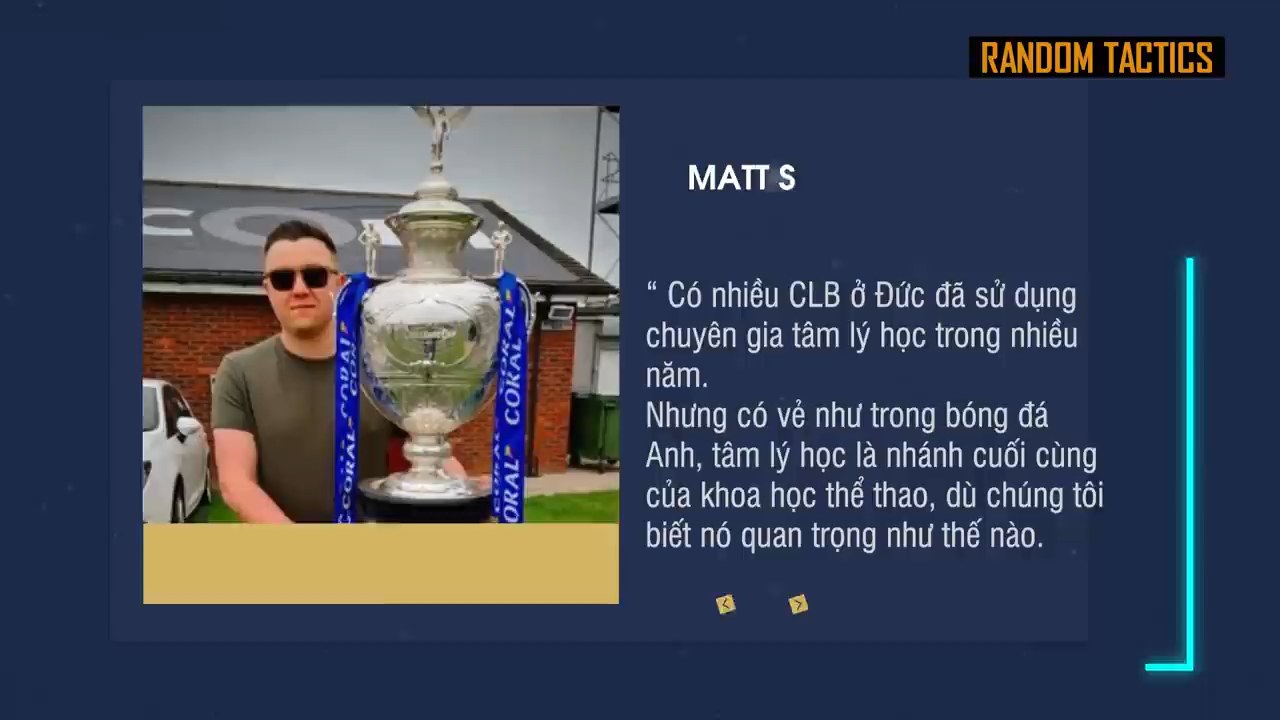 RANDOM TACTICS
MATT S
“ Có nhiều CLB ở Đức đã sử dụng
chuyên gia tâm lý học trong nhiều
năm.
Nhưng có vẻ như trong bóng đá
Anh, tâm lý học là nhánh cuối cùng
của khoa học thể thao, dù chúng tôi
biết nó quan trọng như thế nào.
CORAL
CORAL
CORAL
CORAL